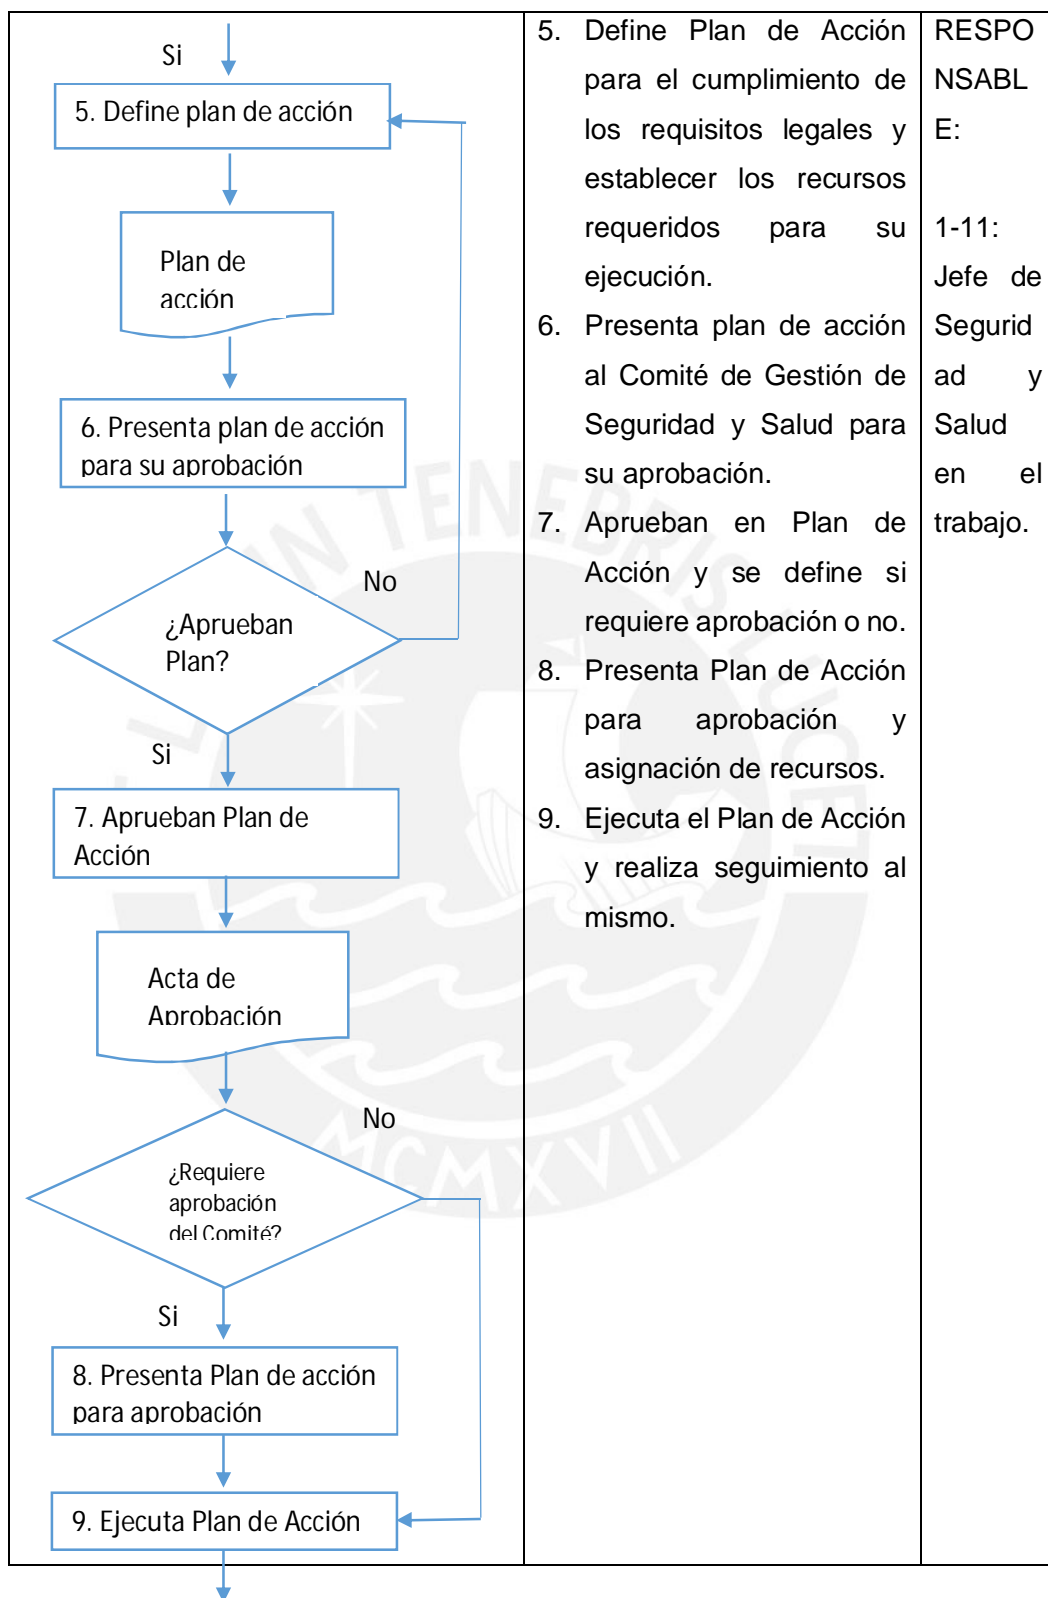 Si
5. Define plan de acción
Plan de
acción
6. Presenta plan de acción
para su aprobación
No
¿Aprueban
Plan?
Si
7. Aprueban Plan de
Acción
Acta de
Aprobación
No
¿Requiere
aprobación
del Comité?
Si
8. Presenta Plan de acción
para aprobación
9. Ejecuta Plan de Acción
5. Define Plan de Acción
para el cumplimiento de
los requisitos legales y
establecer los recursos
requeridos para su
ejecución.
6. Presenta plan de acción
al Comité de Gestión de
Seguridad y Salud para
su aprobación.
7. Aprueban en Plan de
Acción y se define si
requiere aprobación o no.
8. Presenta Plan de Acción
para aprobación y
asignación de recursos.
9. Ejecuta el Plan de Acción
y realiza seguimiento al
mismo.
RESPO
NSABL
E:
1-11:
Jefe de
Segurid
ad y
Salud
en el
trabajo.
IN TENEBRIS LUCET
MCMXVII